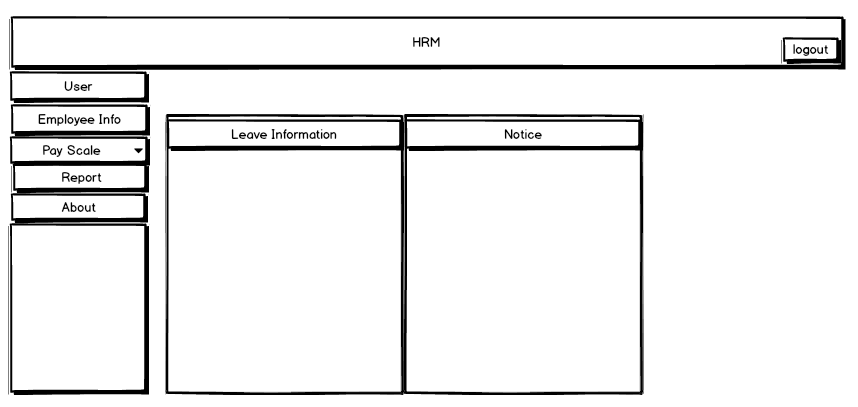 HRM
logout
User
Employee Info
Pay Scale
Report
About
Leave Information
Notice